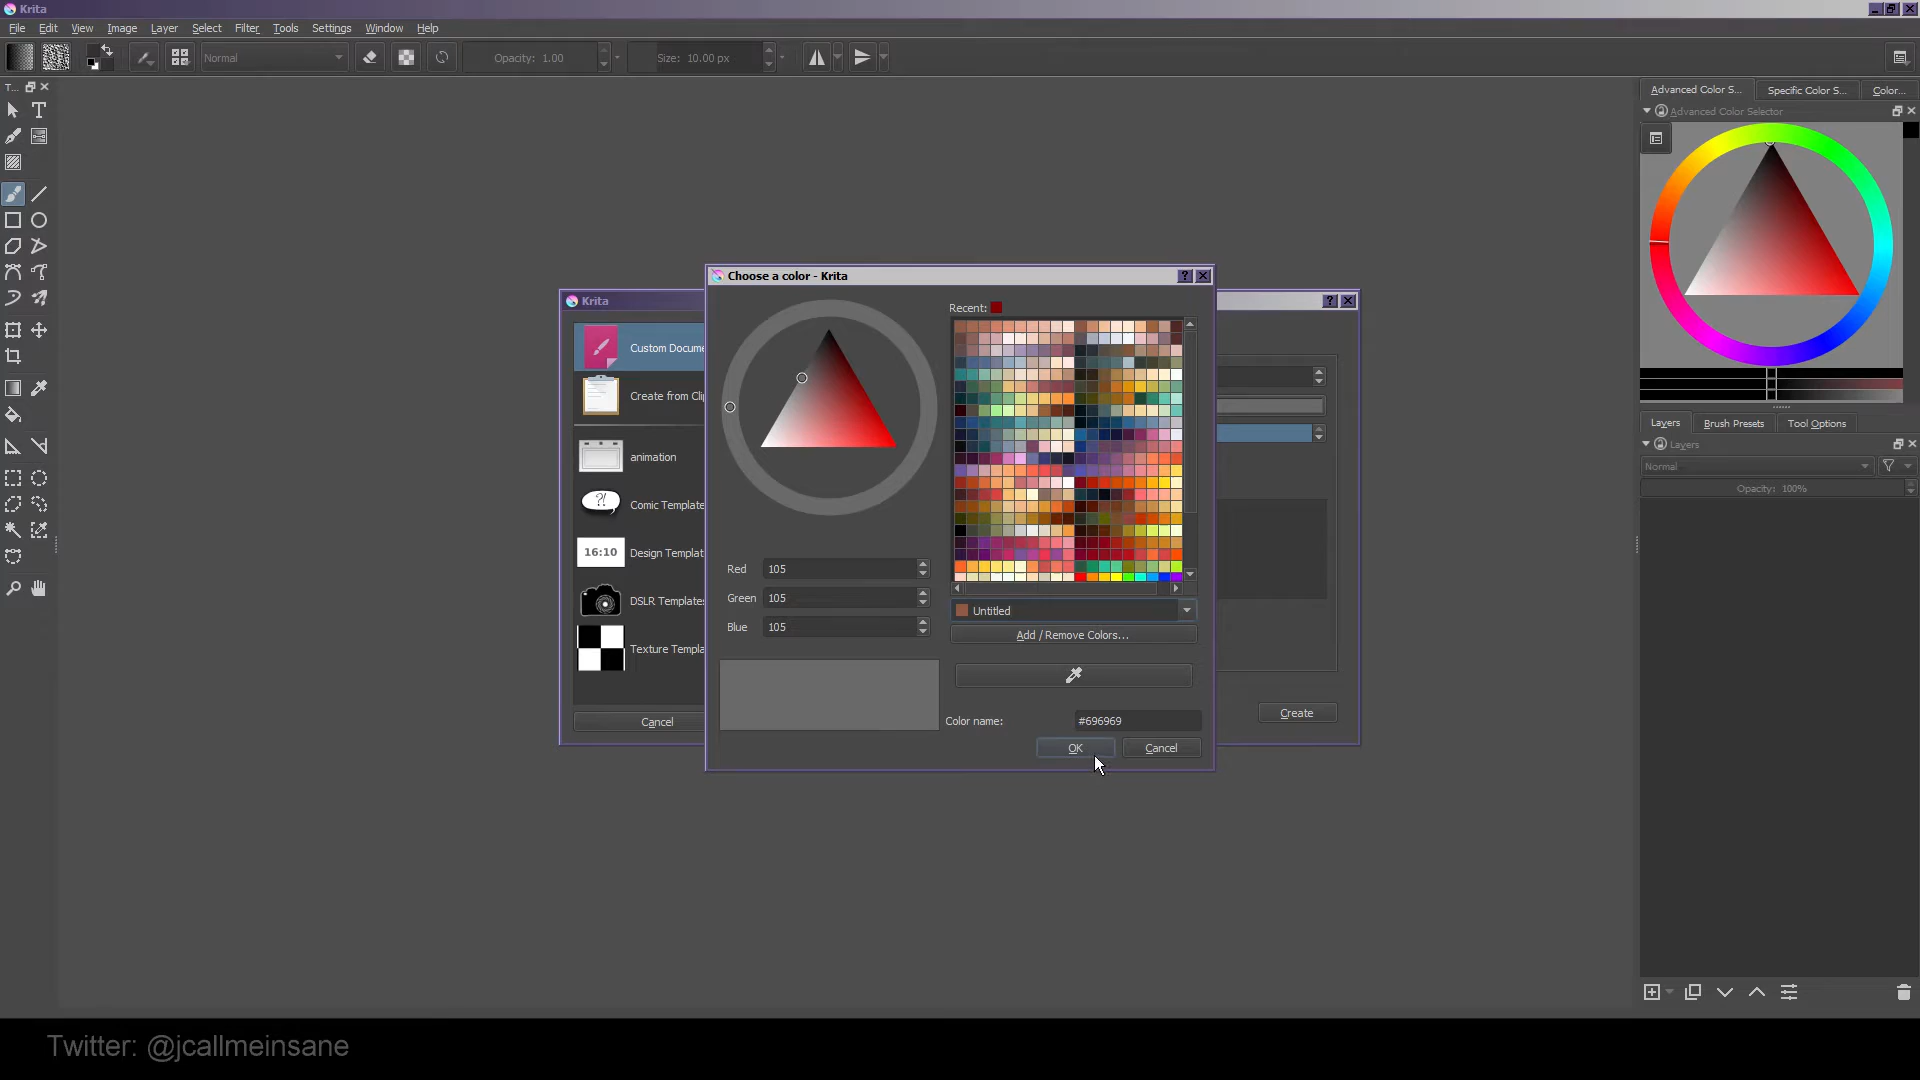 Krita
File Edit View Image Layer Select Filter Tools Settings Window Help
Normal Opacity: 1.00 Size: 10.00 px
T...
Advanced Color S... Specific Color S... Color...
Advanced Color Selector
Choose a color - Krita
Krita
Recent:
Custom Docume
Create from Cli
animation
?!
Comic Template
16:10
Design Templat
DSLR Templates
Texture Templa
Cancel
Red 105
Green 105
Blue 105
Untitled
Add / Remove Colors...
Color name: #696969
OK Cancel
Create
Layers Brush Presets Tool Options
Layers
Normal
Opacity: 100%
Twitter: @jcallmeinsane